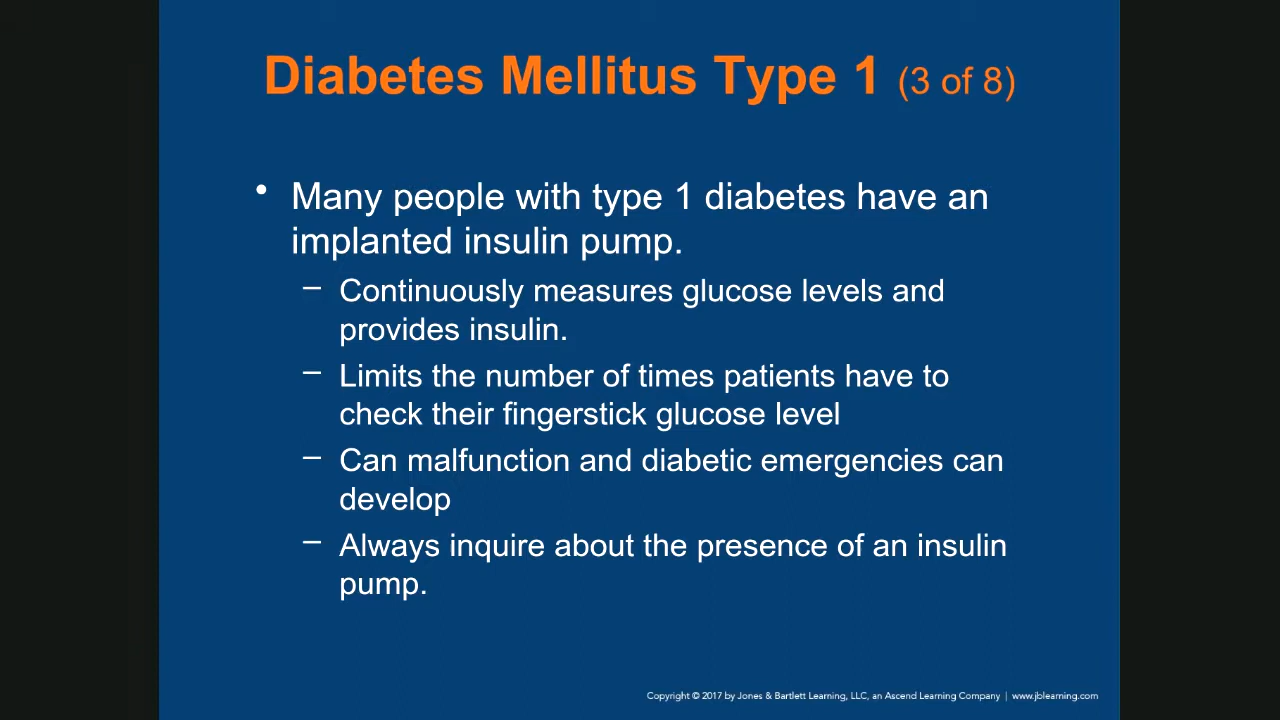 Diabetes Mellitus Type 1 (3 of 8)
• Many people with type 1 diabetes have an
implanted insulin pump.
– Continuously measures glucose levels and
provides insulin.
– Limits the number of times patients have to
check their fingerstick glucose level
– Can malfunction and diabetic emergencies can
develop
– Always inquire about the presence of an insulin
pump.
Copyright © 2017 by Jones & Bartlett Learning, LLC, an Ascend Learning Company | www.jblearning.com